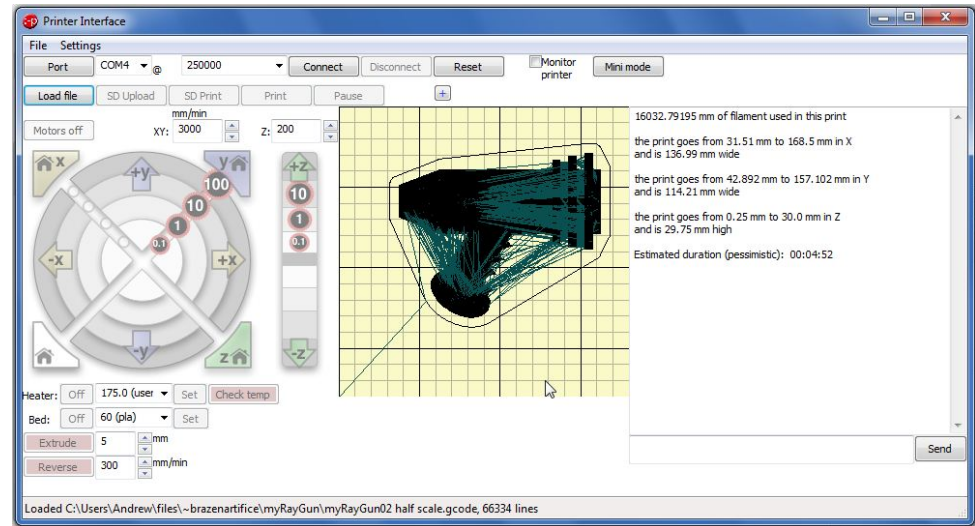 Printer Interface
File Settings
Port COM4 @ 250000 Connect Disconnect Reset Monitor printer Mini mode
Load file SD Upload SD Print Print Pause +
mm/min
Motors off XY: 3000 Z: 200
x +y y +z
100 10 1 0.1
10 1 0.1
-x +x
-y z -z
Heater: Off 175.0 (user Set Check temp
Bed: Off 60 (pla) Set
Extrude 5 mm
Reverse 300 mm/min
16032.79195 mm of filament used in this print
the print goes from 31.51 mm to 168.5 mm in X
and is 136.99 mm wide
the print goes from 42.892 mm to 157.102 mm in Y
and is 114.21 mm wide
the print goes from 0.25 mm to 30.0 mm in Z
and is 29.75 mm high
Estimated duration (pessimistic): 00:04:52
Send
Loaded C:\Users\Andrew\files\~brazenartifice\myRayGun\myRayGun02 half scale.gcode, 66334 lines